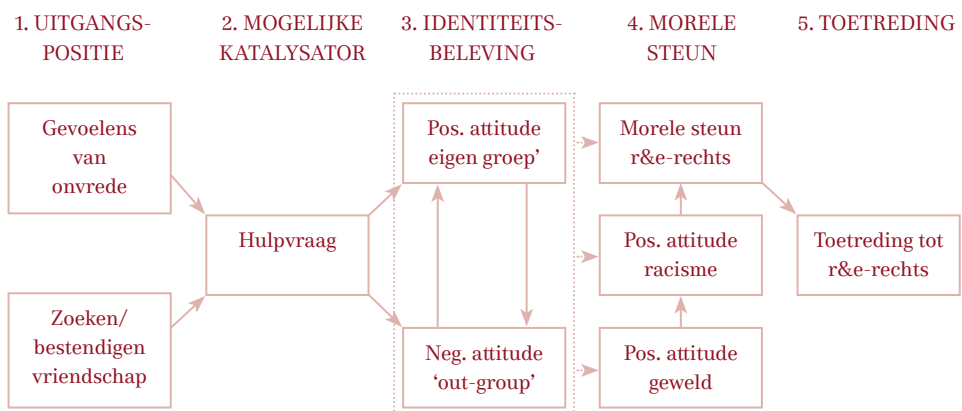 1. UITGANGS-
POSITIE
2. MOGELIJKE
KATALYSATOR
3. IDENTITEITS-
BELEVING
4. MORELE
STEUN
5. TOETREDING
Gevoelens
van
onvrede
Zoeken/
bestendigen
vriendschap
Hulpvraag
Pos. attitude
eigen groep’
Neg. attitude
‘out-group’
Morele steun
r&e-rechts
Pos. attitude
racisme
Pos. attitude
geweld
Toetreding tot
r&e-rechts